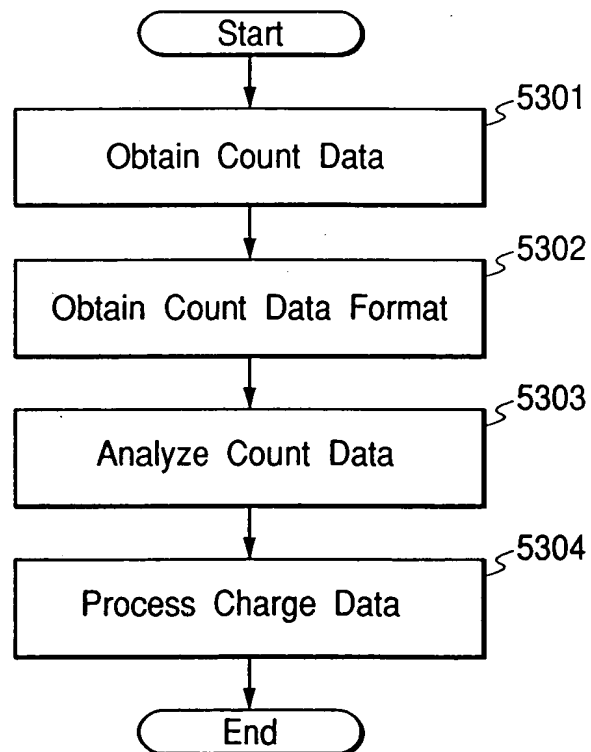 Start
5301
Obtain Count Data
5302
Obtain Count Data Format
5303
Analyze Count Data
5304
Process Charge Data
End